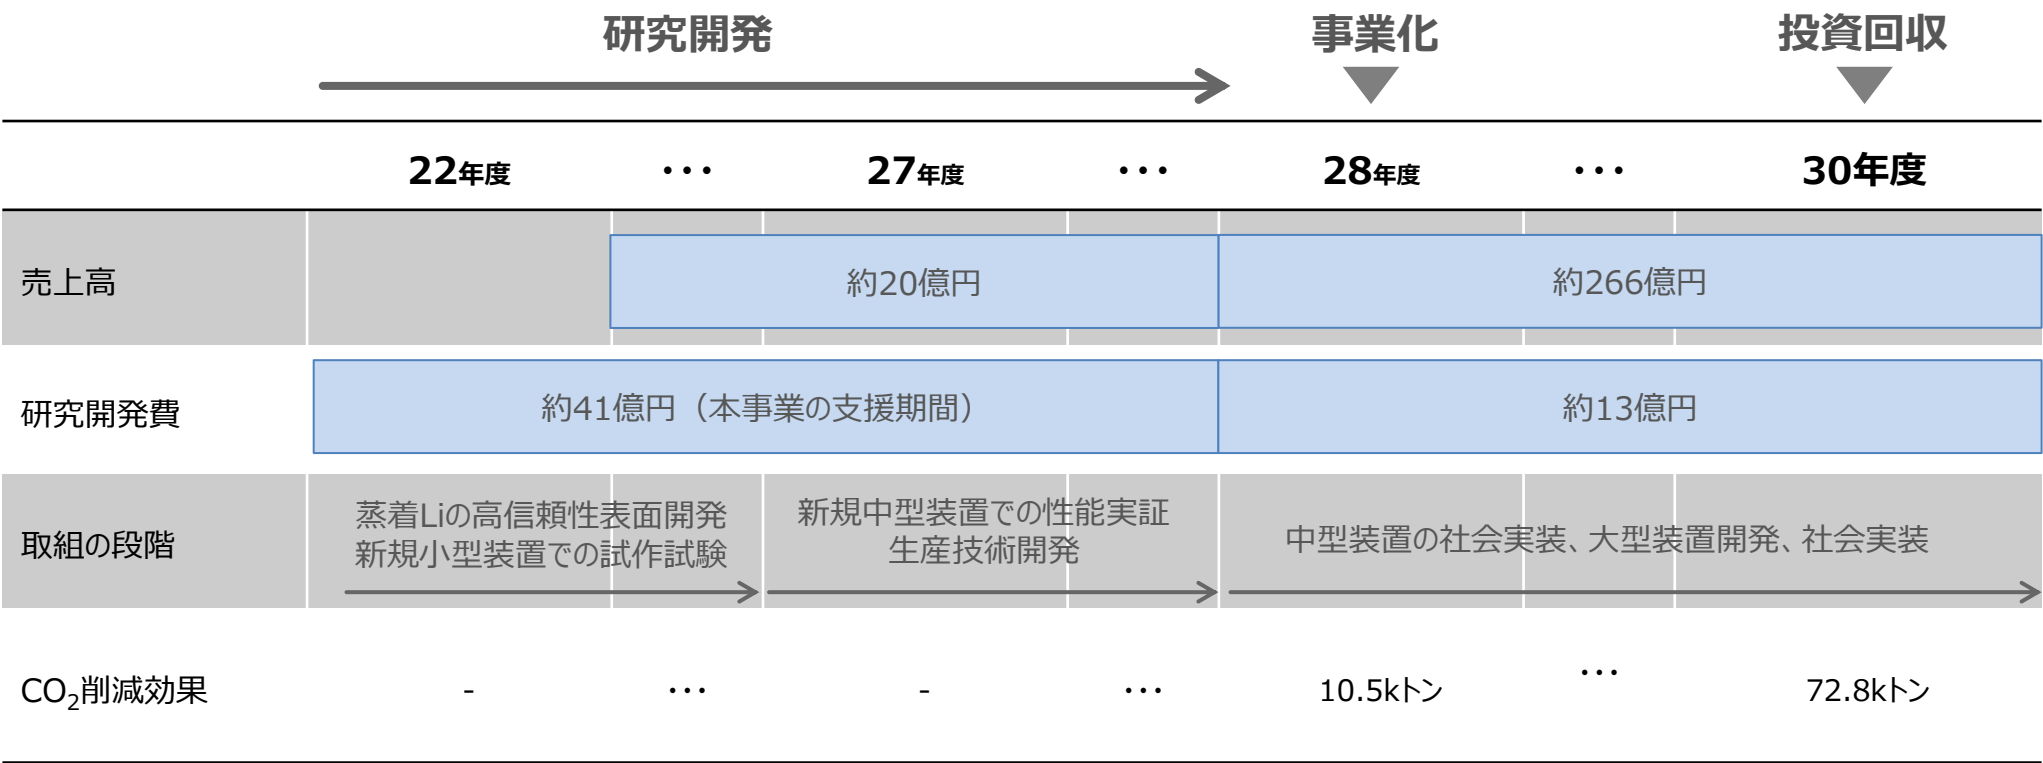 研究開発 事業化 投資回収
22年度 ・・・ 27年度 ・・・ 28年度 ・・・ 30年度
売上高 約20億円 約266億円
研究開発費 約41億円（本事業の支援期間） 約13億円
取組の段階
蒸着Liの高信頼性表面開発
新規小型装置での試作試験
新規中型装置での性能実証
生産技術開発
中型装置の社会実装、大型装置開発、社会実装
CO₂削減効果 - ・・・ - ・・・ 10.5kトン ・・・ 72.8kトン